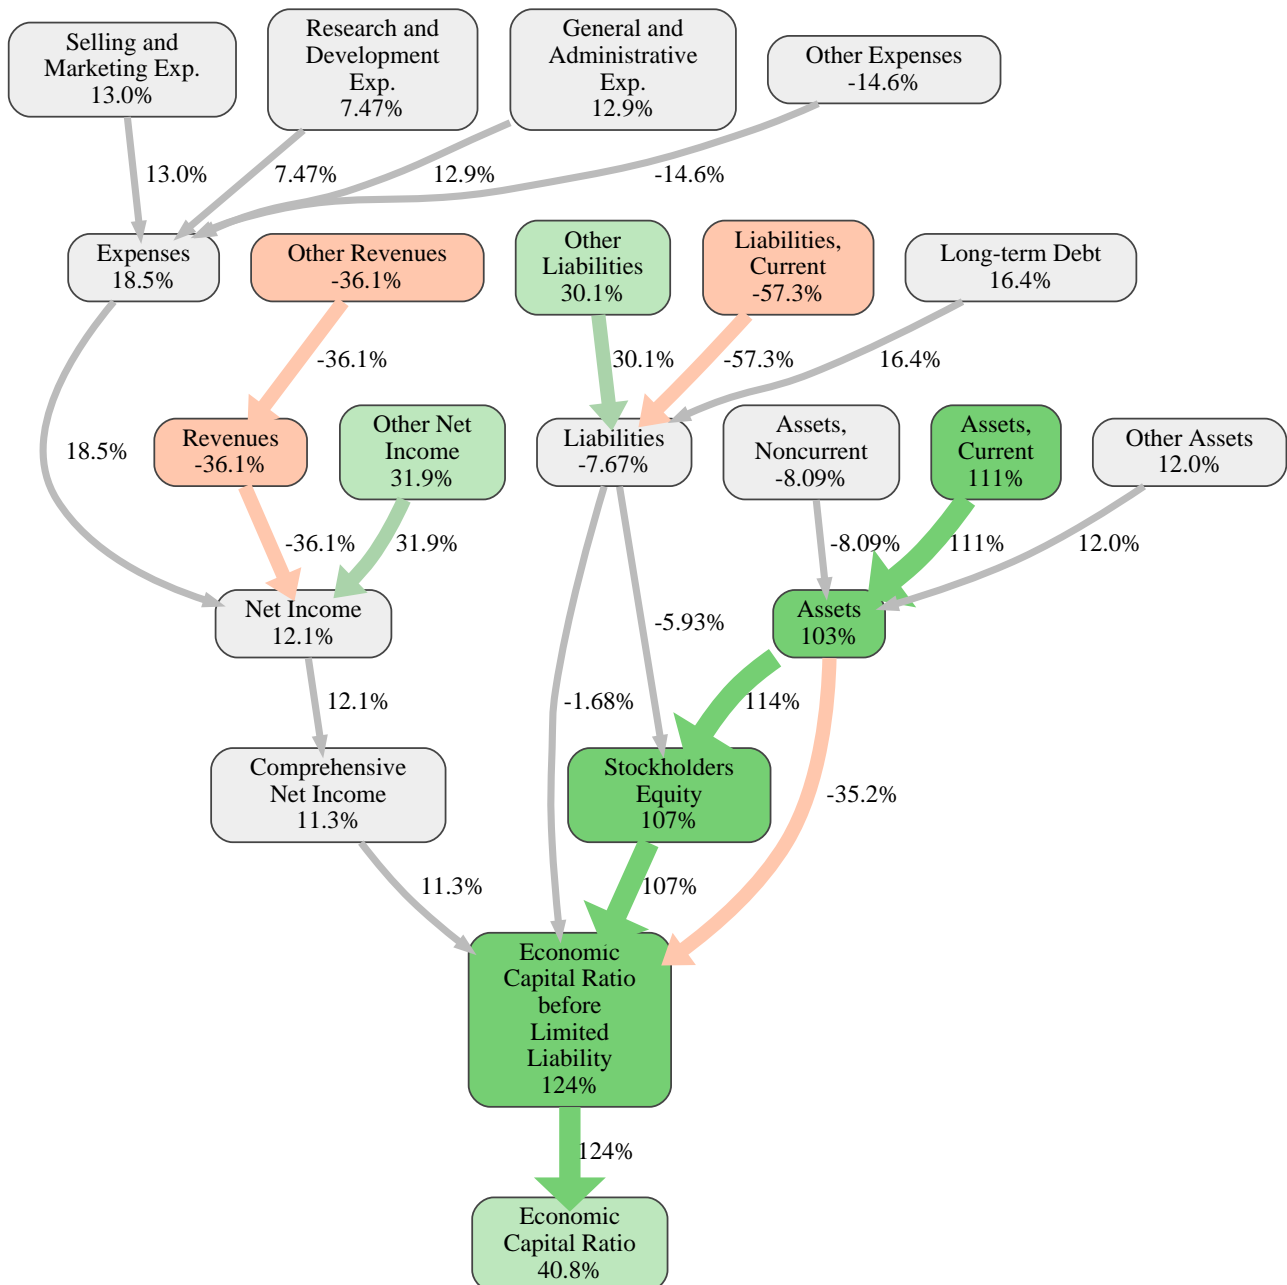 Selling and
Marketing Exp.
13.0%
Research and
Development
Exp.
7.47%
General and
Administrative
Exp.
12.9%
Other Expenses
-14.6%
13.0%
7.47%
12.9%
-14.6%
Expenses
18.5%
Other Revenues
-36.1%
Other
Liabilities
30.1%
Liabilities,
Current
-57.3%
Long-term Debt
16.4%
-36.1%
30.1%
-57.3%
16.4%
18.5%
Revenues
-36.1%
Other Net
Income
31.9%
Liabilities
-7.67%
Assets,
Noncurrent
-8.09%
Assets,
Current
111%
Other Assets
12.0%
-36.1%
31.9%
-8.09%
111%
12.0%
Net Income
12.1%
-5.93%
Assets
103%
12.1%
-1.68%
114%
Comprehensive
Net Income
11.3%
Stockholders
Equity
107%
-35.2%
11.3%
107%
Economic
Capital Ratio
before
Limited
Liability
124%
124%
Economic
Capital Ratio
40.8%